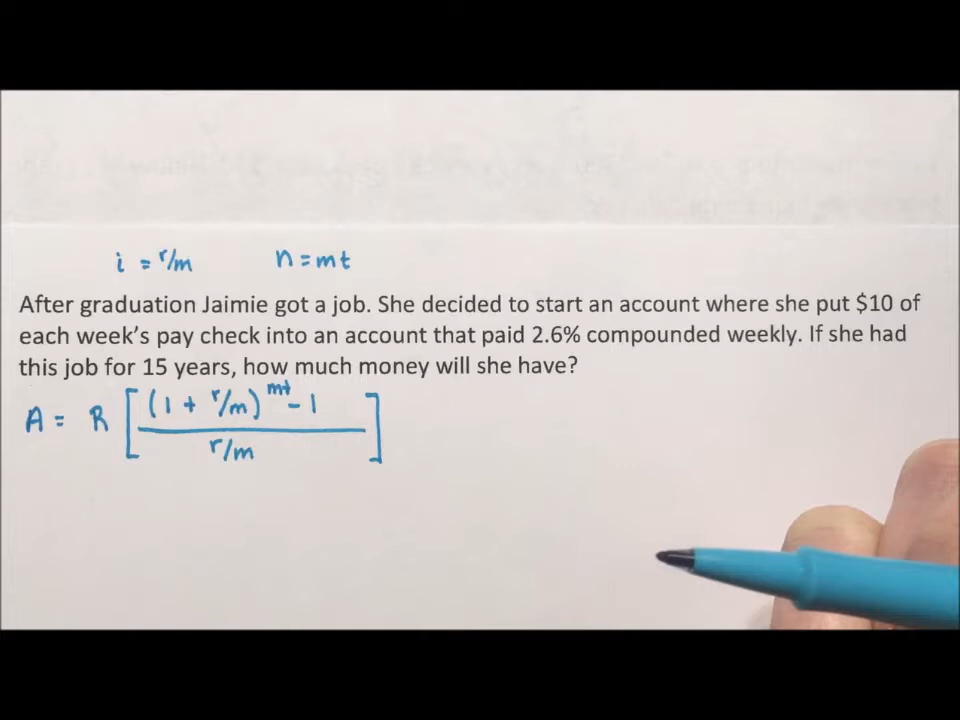 i = r/m n = mt
After graduation Jaimie got a job. She decided to start an account where she put $10 of
each week's pay check into an account that paid 2.6% compounded weekly. If she had
this job for 15 years, how much money will she have?
A = R [ (1 + r/m)^mt - 1
r/m ]